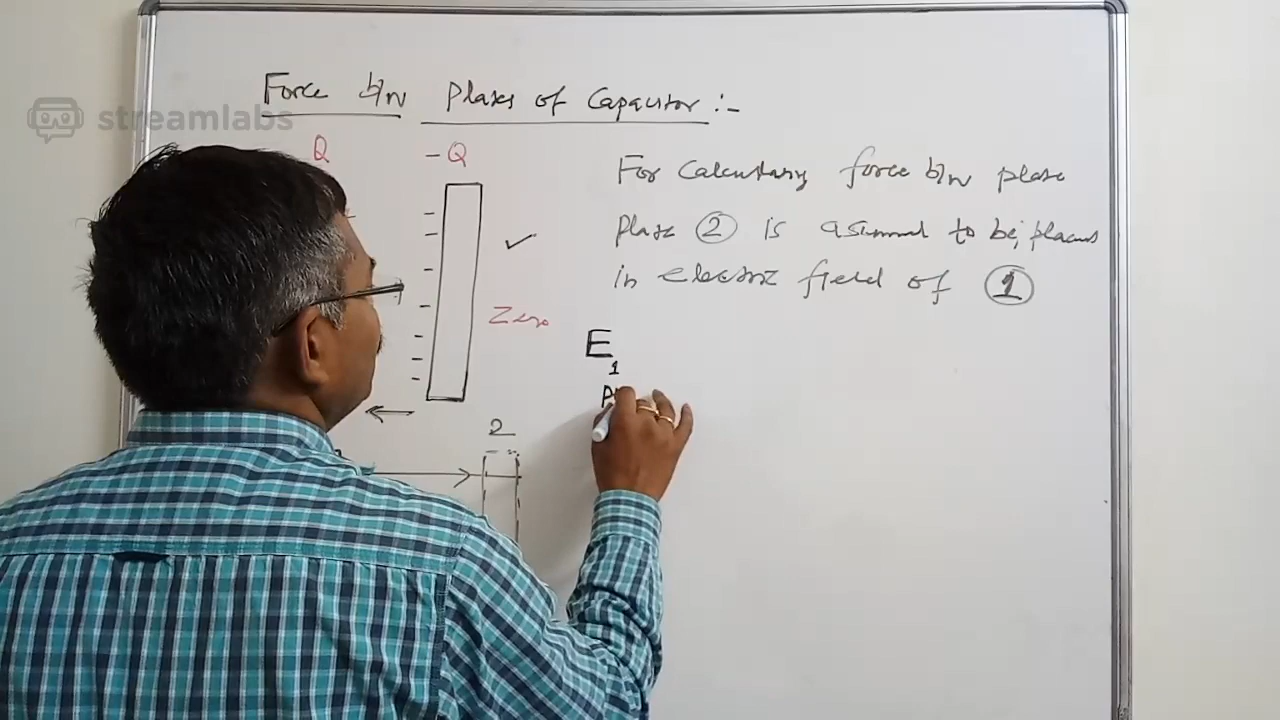 streamlabs
Force b/w Plates of Capacitor :-
Q - Q
For Calculating force b/w plate
Plate 2 is assumed to be placed
in electric field of 1
Zero
E1
2